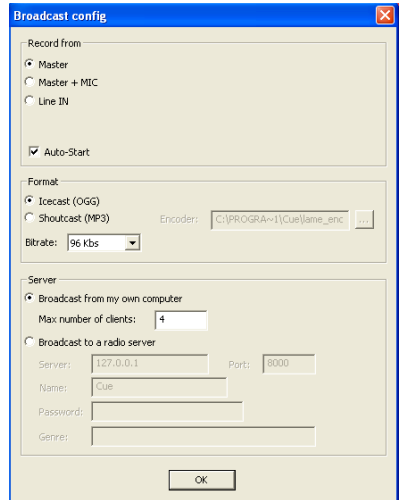 Broadcast config
Record from
Master
Master + MIC
Line IN
Auto-Start
Format
Icecast (OGG)
Shoutcast (MP3) Encoder: C:\PROGRA~1\Cue\lame_enc ...
Bitrate: 96 Kbs
Server
Broadcast from my own computer
Max number of clients: 4
Broadcast to a radio server
Server: 127.0.0.1 Port: 8000
Name: Cue
Password:
Genre:
OK